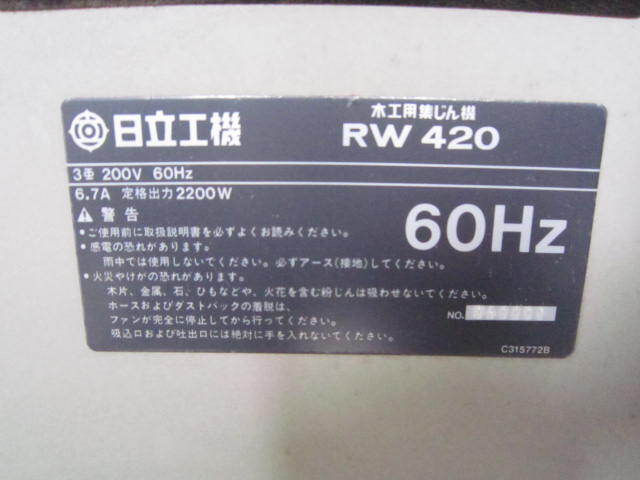 日立工機
木工用集じん機
RW 420
3相 200V 60Hz
6.7A 定格出力2200W
60Hz
警告
•ご使用前に取扱説明書を必ずよくお読みください。
•感電の恐れがあります。
雨中では使用しないでください。必ずアース(接地)してください。
•火災やけがの恐れがあります。
木片、金属、石、ひもなどや、火花を含む粉じんは吸わせないでください。
ホースおよびダストバックの着脱は、
ファンが完全に停止してから行ってください。
吸込口および吐出口には絶対に手を入れないでください。
NO.
C315772B